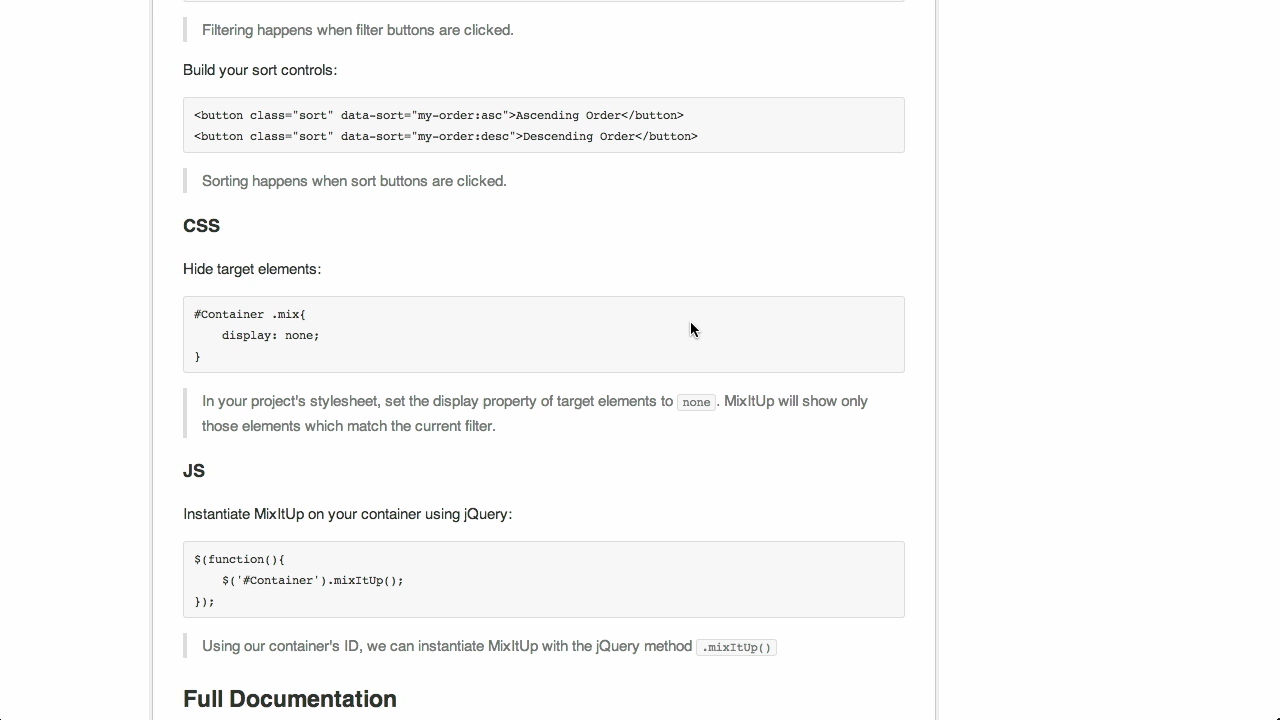 Filtering happens when filter buttons are clicked.
Build your sort controls:
<button class="sort" data-sort="my-order:asc">Ascending Order</button>
<button class="sort" data-sort="my-order:desc">Descending Order</button>
Sorting happens when sort buttons are clicked.
CSS
Hide target elements:
#Container .mix{
    display: none;
}
In your project's stylesheet, set the display property of target elements to none. MixItUp will show only
those elements which match the current filter.
JS
Instantiate MixItUp on your container using jQuery:
$(function(){
    $('#Container').mixItUp();
});
Using our container's ID, we can instantiate MixItUp with the jQuery method .mixItUp()
Full Documentation